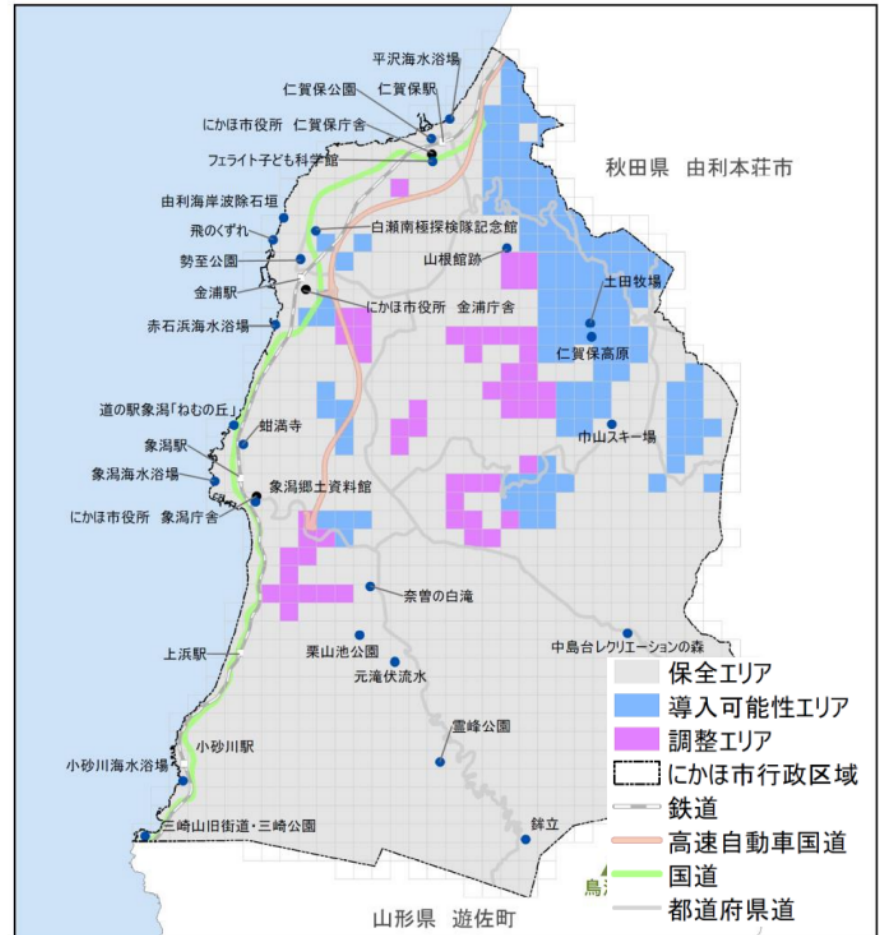 平沢海水浴場
仁賀保公園 仁賀保駅
にかほ市役所 仁賀保庁舎
フェライト子ども科学館
秋田県 由利本荘市
由利海岸波除石垣
飛のくずれ
白瀬南極探検隊記念館
勢至公園
山根館跡
金浦駅
土田牧場
にかほ市役所 金浦庁舎
赤石浜海水浴場
仁賀保高原
道の駅象潟「ねむの丘」
蚶満寺
巾山スキー場
象潟駅
象潟海水浴場
象潟郷土資料館
にかほ市役所 象潟庁舎
奈曽の白滝
上浜駅
栗山池公園
中島台レクリエーションの森
元滝伏流水
保全エリア
導入可能性エリア
霊峰公園
調整エリア
小砂川駅
小砂川海水浴場
にかほ市行政区域
鉄道
三崎山旧街道・三崎公園
鉾立
高速自動車国道
国道
鳥
都道府県道
山形県 遊佐町